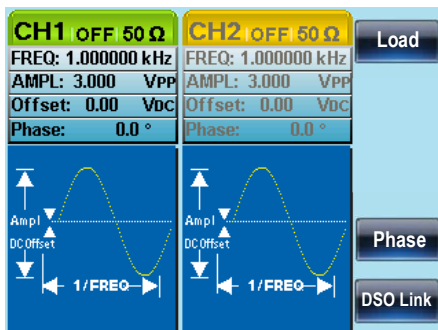 CH1 OFF 50 Ω
FREQ: 1.000000 kHz
AMPL: 3.000 VPP
Offset: 0.00 VDC
Phase: 0.0 °
Ampl
DC Offset
1/FREQ
CH2 OFF 50 Ω
FREQ: 1.000000 kHz
AMPL: 3.000 VPP
Offset: 0.00 VDC
Phase: 0.0 °
Ampl
DC Offset
1/FREQ
Load
Phase
DSO Link